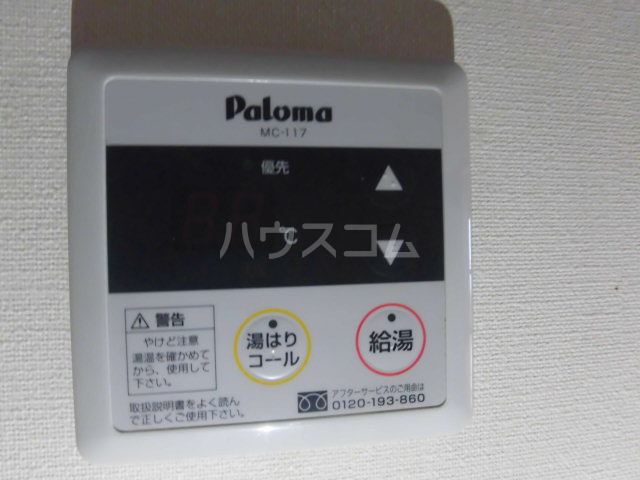 Paloma
MC-117
優先
℃
ハウスコム
警告
やけど注意
湯温を確かめて
から、使用して
下さい。
湯はり
コール
給湯
取扱説明書をよく読ん
で正しくご使用下さい。
アフターサービスのご用命は
0120-193-860